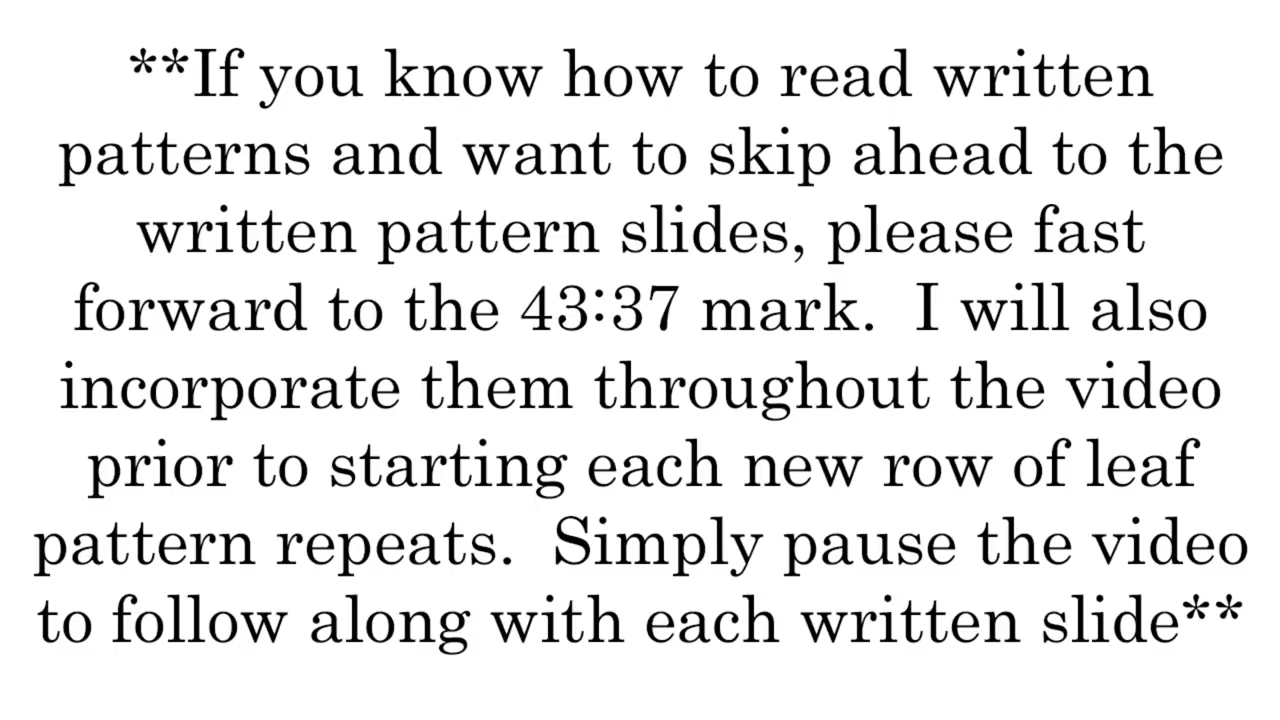 **If you know how to read written
patterns and want to skip ahead to the
written pattern slides, please fast
forward to the 43:37 mark.  I will also
incorporate them throughout the video
prior to starting each new row of leaf
pattern repeats.  Simply pause the video
to follow along with each written slide**